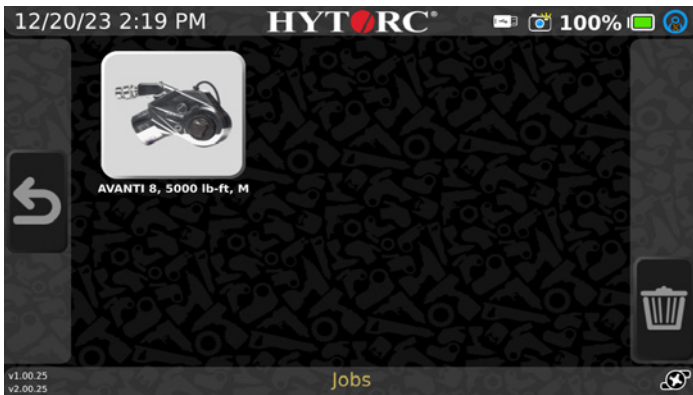 12/20/23 2:19 PM HYTORC® 100%
AVANTI 8, 5000 lb-ft, M
v1.00.25
v2.00.25
Jobs